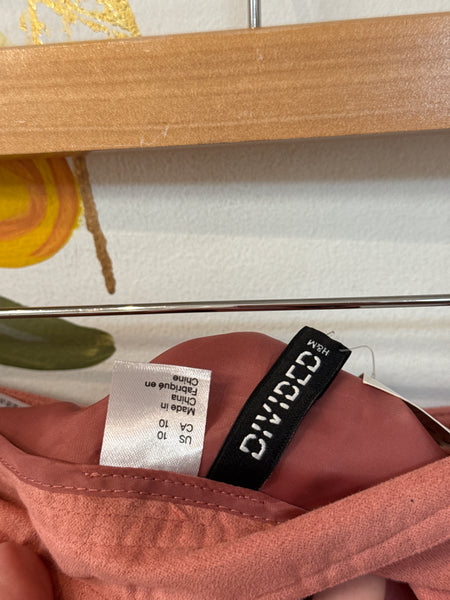 DIVIDED
H&M
US 10
CA 10
Made in
China
Fabriqué en
Chine